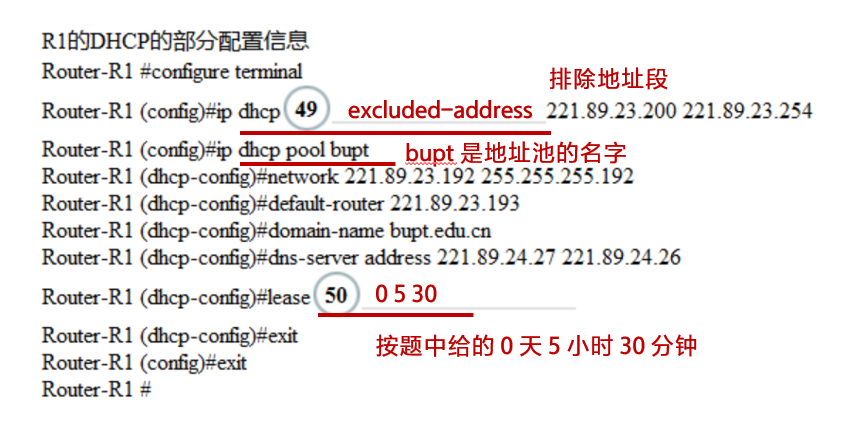 R1的DHCP的部分配置信息
Router-R1 #configure terminal
排除地址段
Router-R1 (config)#ip dhcp 49 excluded-address 221.89.23.200 221.89.23.254
Router-R1 (config)#ip dhcp pool bupt bupt 是地址池的名字
Router-R1 (dhcp-config)#network 221.89.23.192 255.255.255.192
Router-R1 (dhcp-config)#default-router 221.89.23.193
Router-R1 (dhcp-config)#domain-name bupt.edu.cn
Router-R1 (dhcp-config)#dns-server address 221.89.24.27 221.89.24.26
Router-R1 (dhcp-config)#lease 50 0 5 30
Router-R1 (dhcp-config)#exit
按题中给的 0 天 5 小时 30 分钟
Router-R1 (config)#exit
Router-R1 #